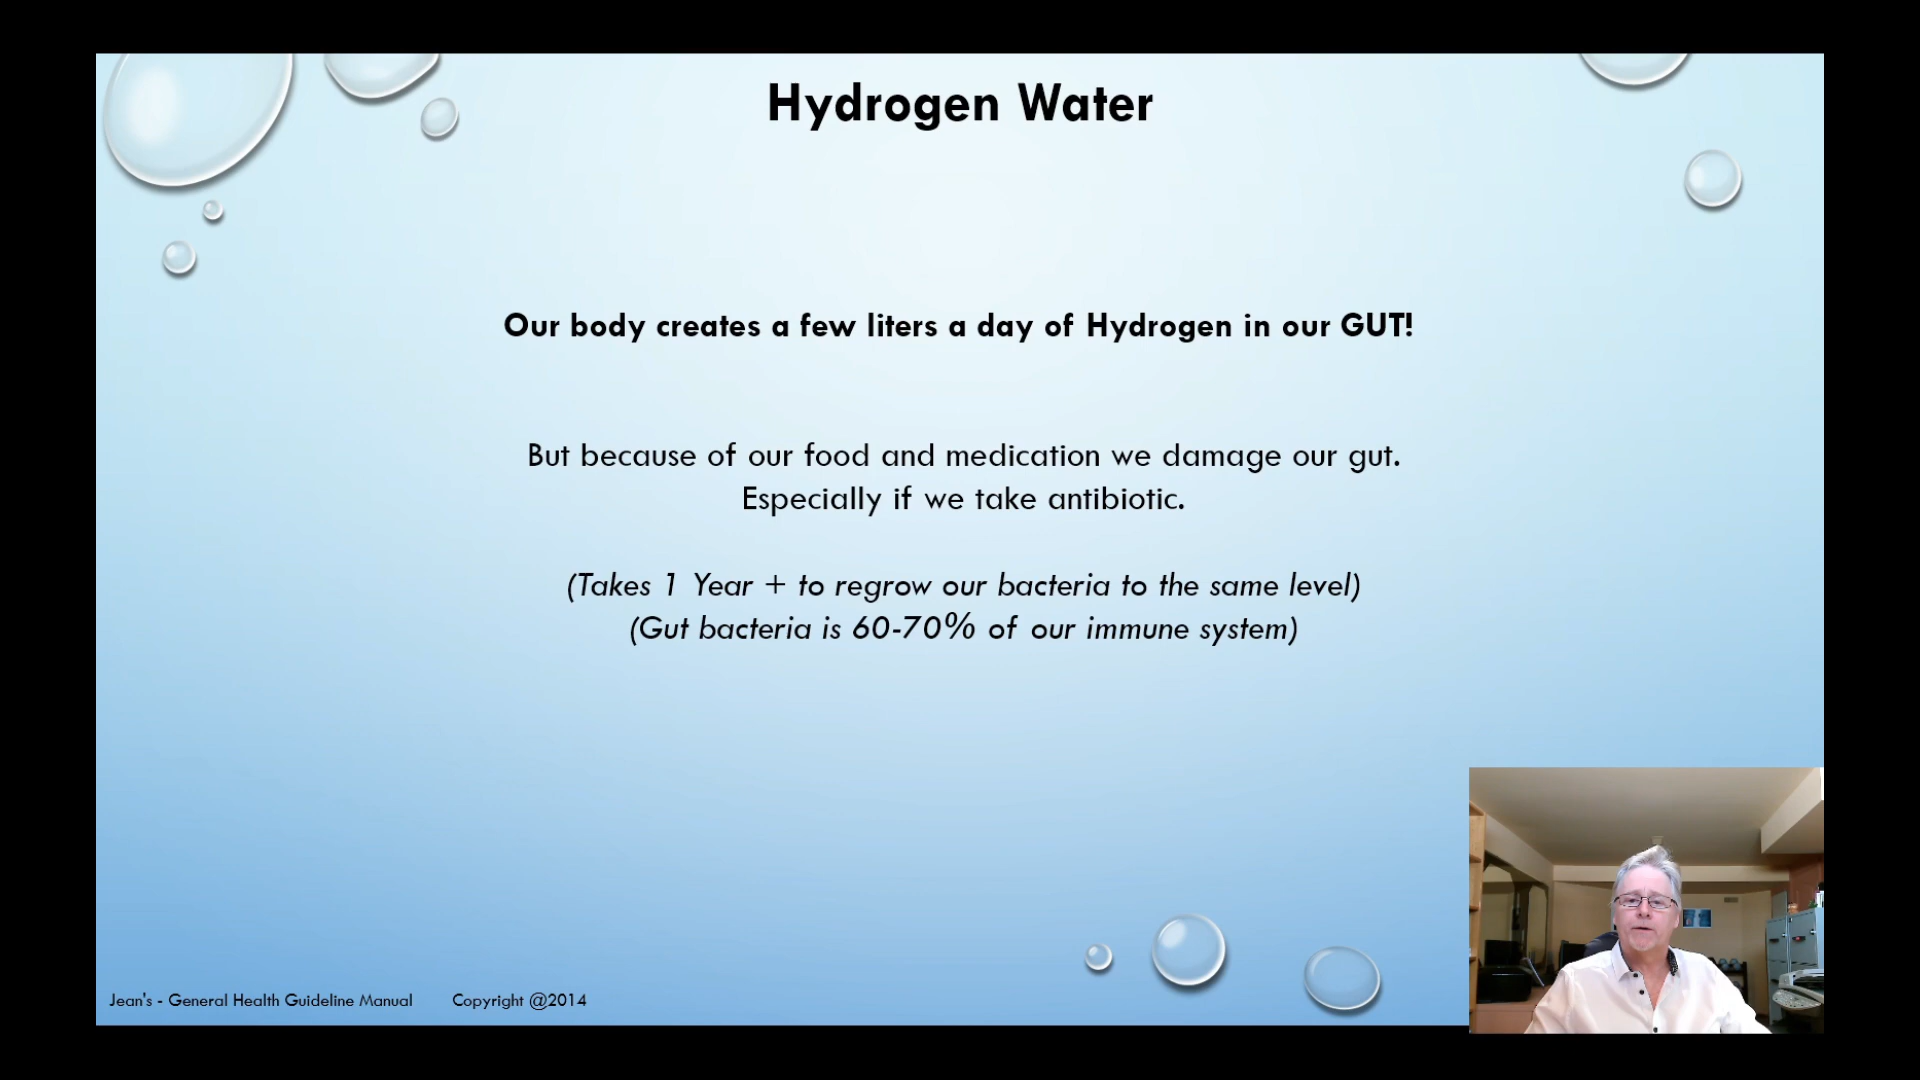 Hydrogen Water
Our body creates a few liters a day of Hydrogen in our GUT!
But because of our food and medication we damage our gut.
Especially if we take antibiotic.
(Takes 1 Year + to regrow our bacteria to the same level)
(Gut bacteria is 60-70% of our immune system)
Jean's - General Health Guideline Manual Copyright @2014